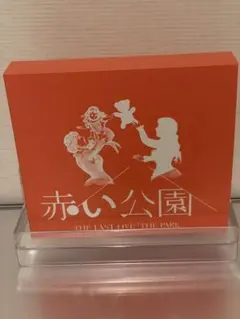 赤い公園
THE LAST LIVE "THE PARK"